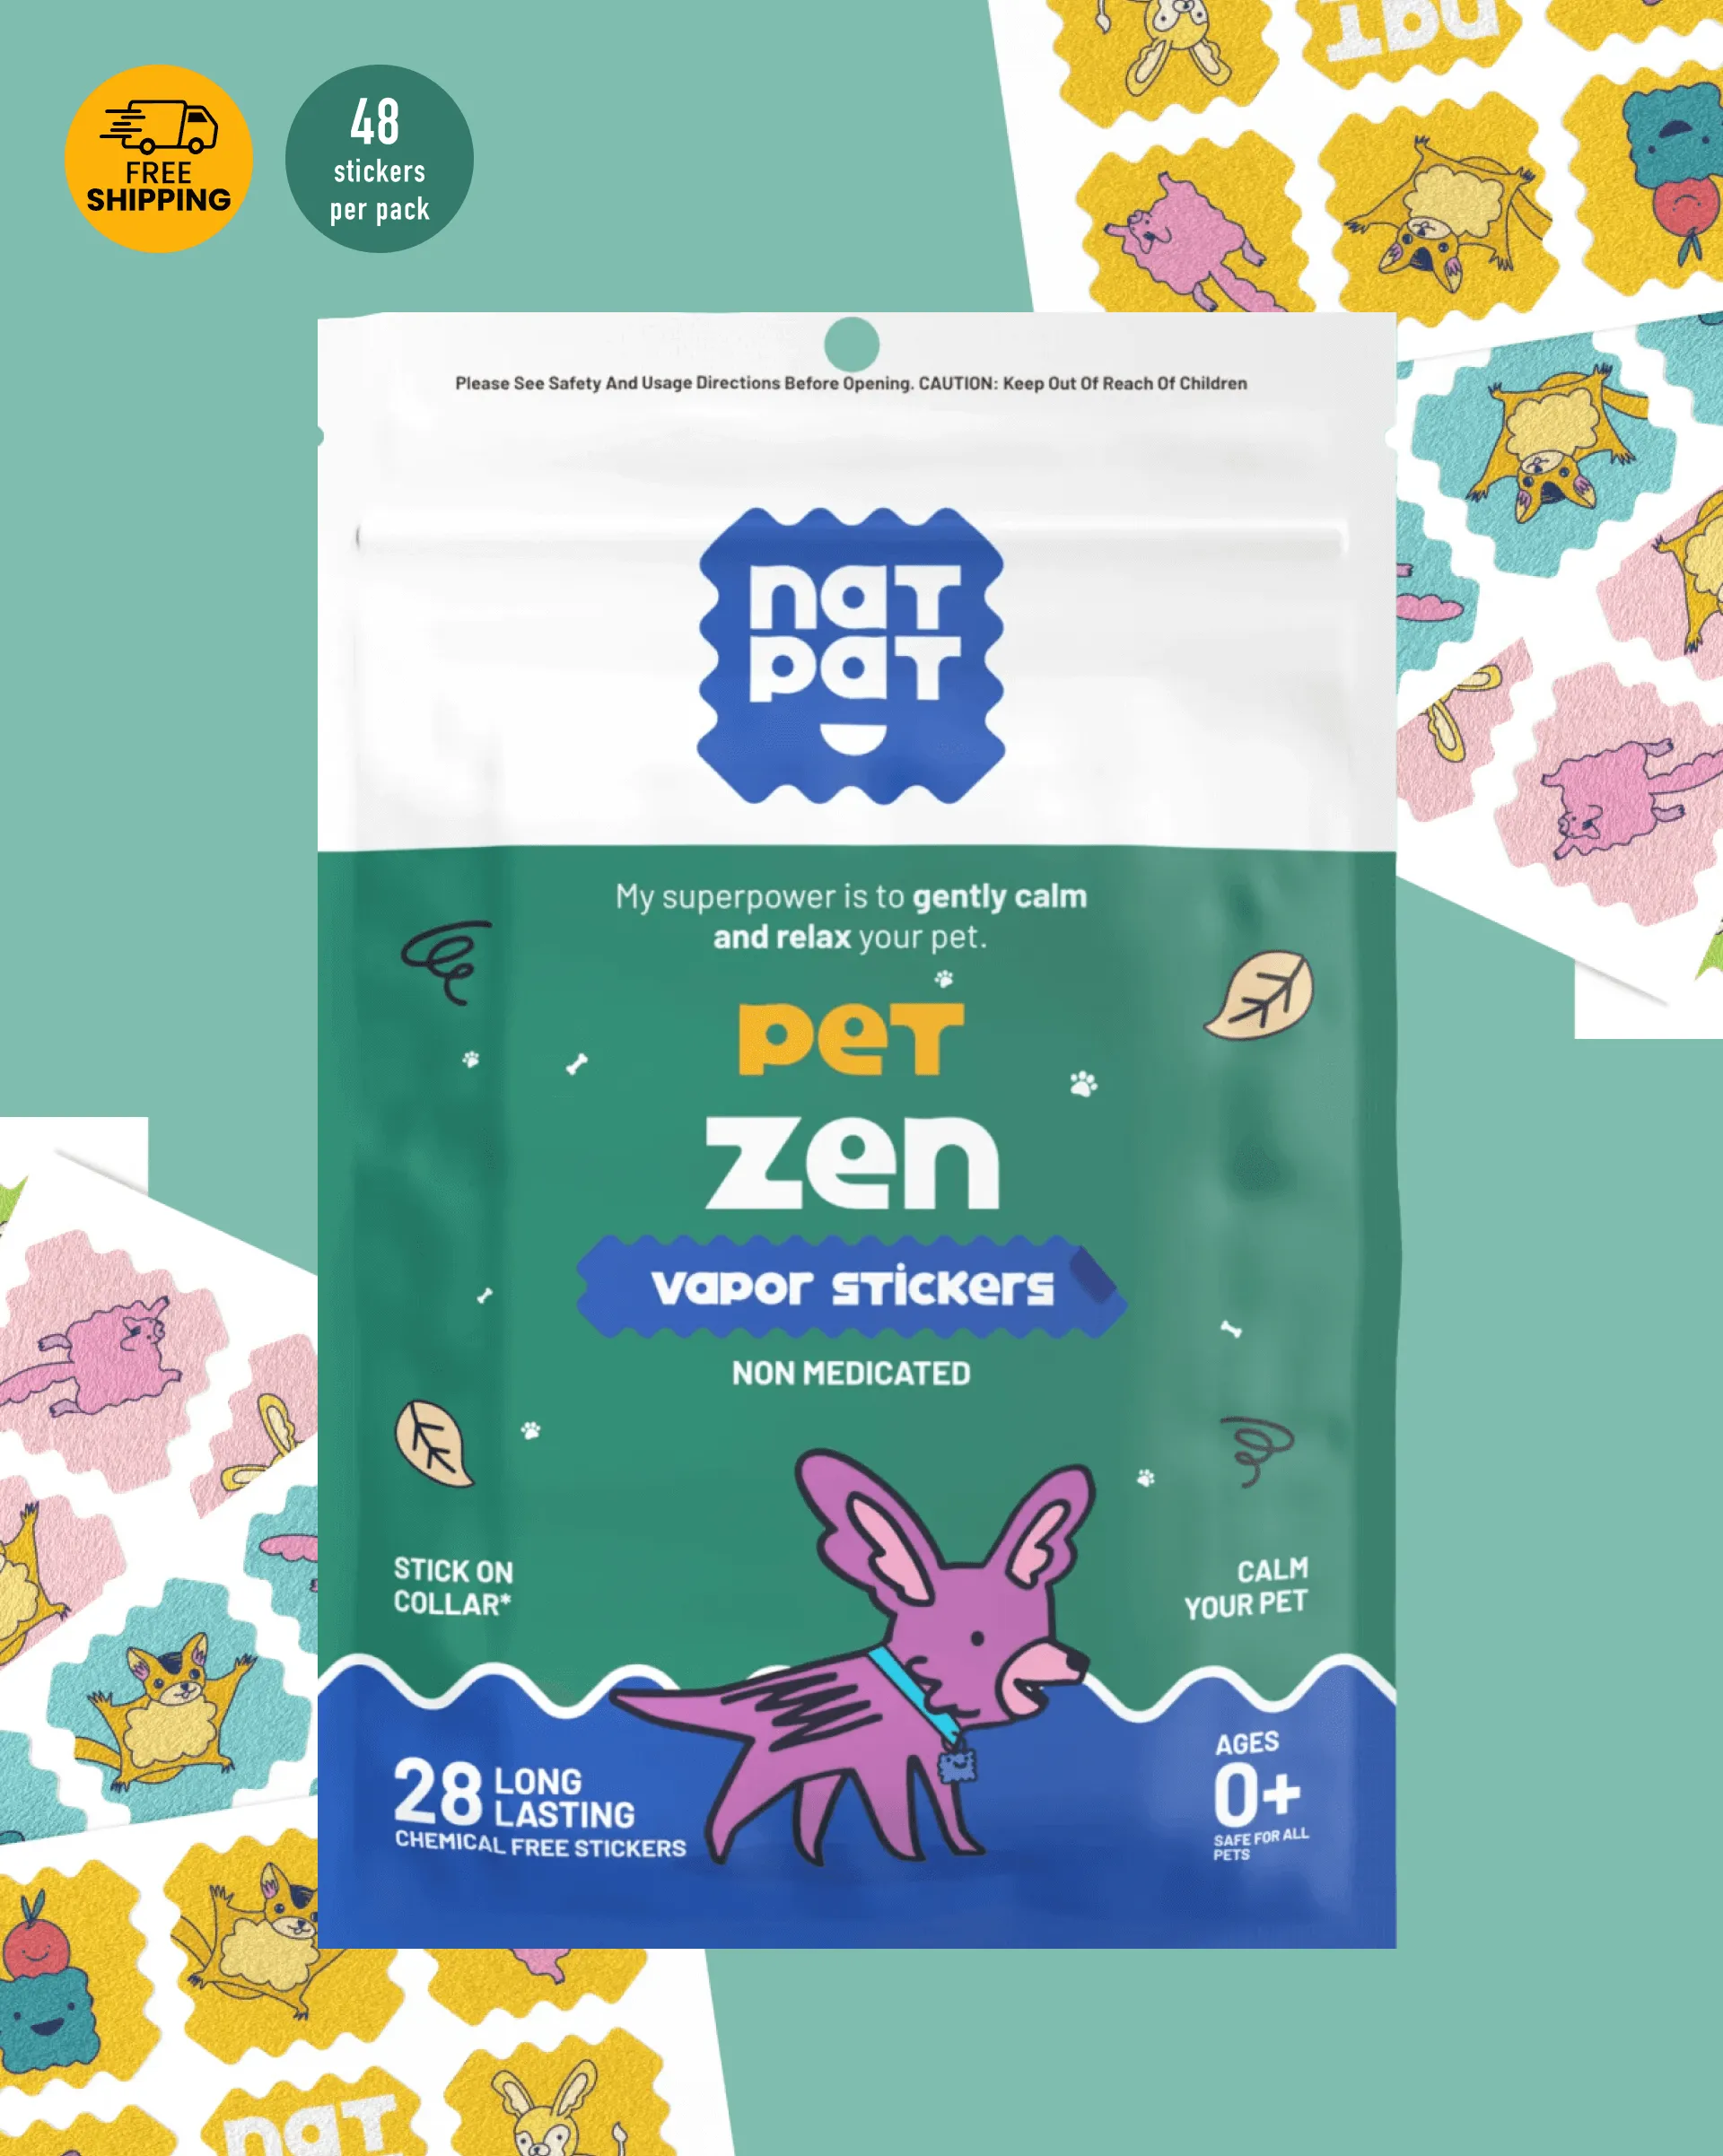 FREE
SHIPPING
48
stickers
per pack
Please See Safety And Usage Directions Before Opening. CAUTION: Keep Out Of Reach Of Children
naT
paT
My superpower is to gently calm
and relax your pet.
peT
zen
vapor sTickers
NON MEDICATED
STICK ON
COLLAR*
CALM
YOUR PET
28 LONG
LASTING
CHEMICAL FREE STICKERS
AGES
0+
SAFE FOR ALL
PETS
naT